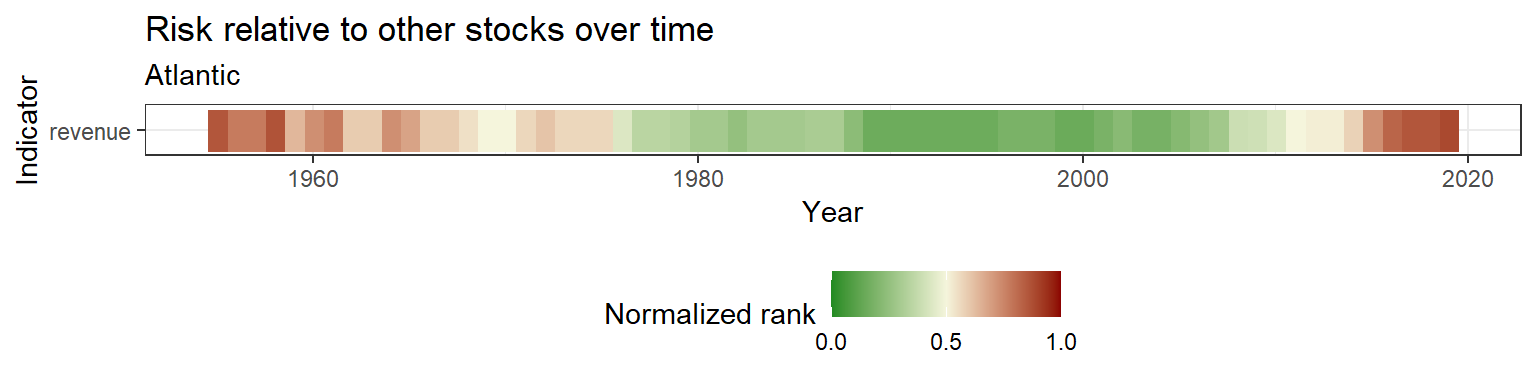 Risk relative to other stocks over time
Atlantic
Indicator
revenue
1960 1980 2000 2020
Year
Normalized rank
0.0 0.5 1.0